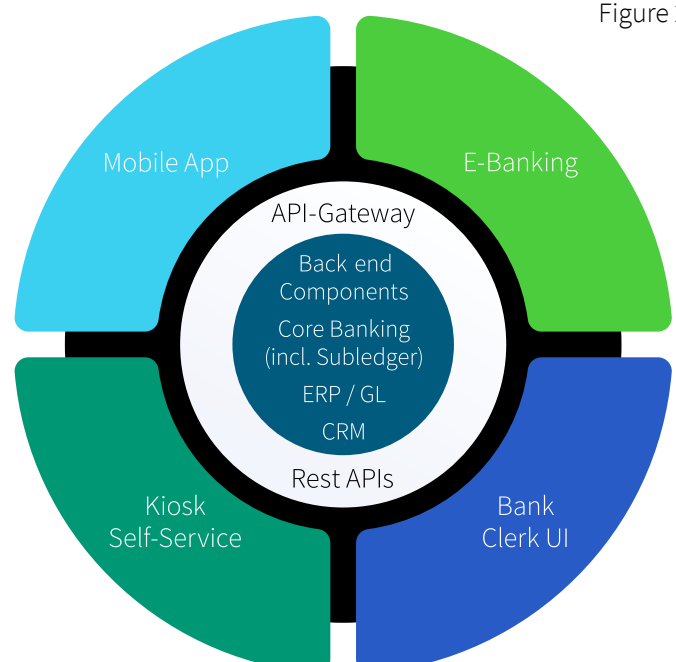 Figure
Mobile App
E-Banking
API-Gateway
Back end
Components
Core Banking
(incl. Subledger)
ERP / GL
CRM
Rest APIs
Kiosk
Self-Service
Bank
Clerk UI